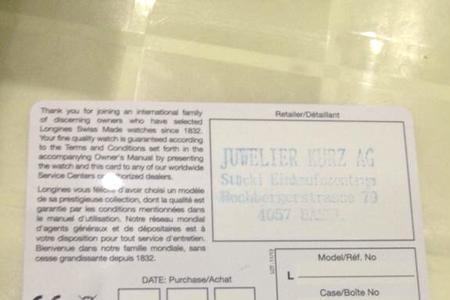 Thank you for joining an international family
of discerning owners who have selected
Longines Swiss Made watches since 1832.
Your fine quality watch is guaranteed according
to the Terms and Conditions set forth in the
accompanying Owner's Manual by presenting
the watch and this card to any of our worldwide
Service Centers or authorized dealers.
Longines vous félicite d'avoir choisi un modèle
de sa prestigieuse collection, dont la qualité est
garantie par les conditions mentionnées dans
le manuel d'utilisation. Notre réseau mondial
d'agents généraux et de dépositaires est à
votre disposition pour tout service d'entretien.
Bienvenue dans notre famille mondiale, sans
cesse grandissante depuis 1832.
DATE: Purchase/Achat
Retailer/Détaillant
JUWELIER KURZ AG
Stücki Einkaufszentrum
Hochbergerstrasse 70
4057 BASEL
Model/Réf. No
L
Case/Boîte No